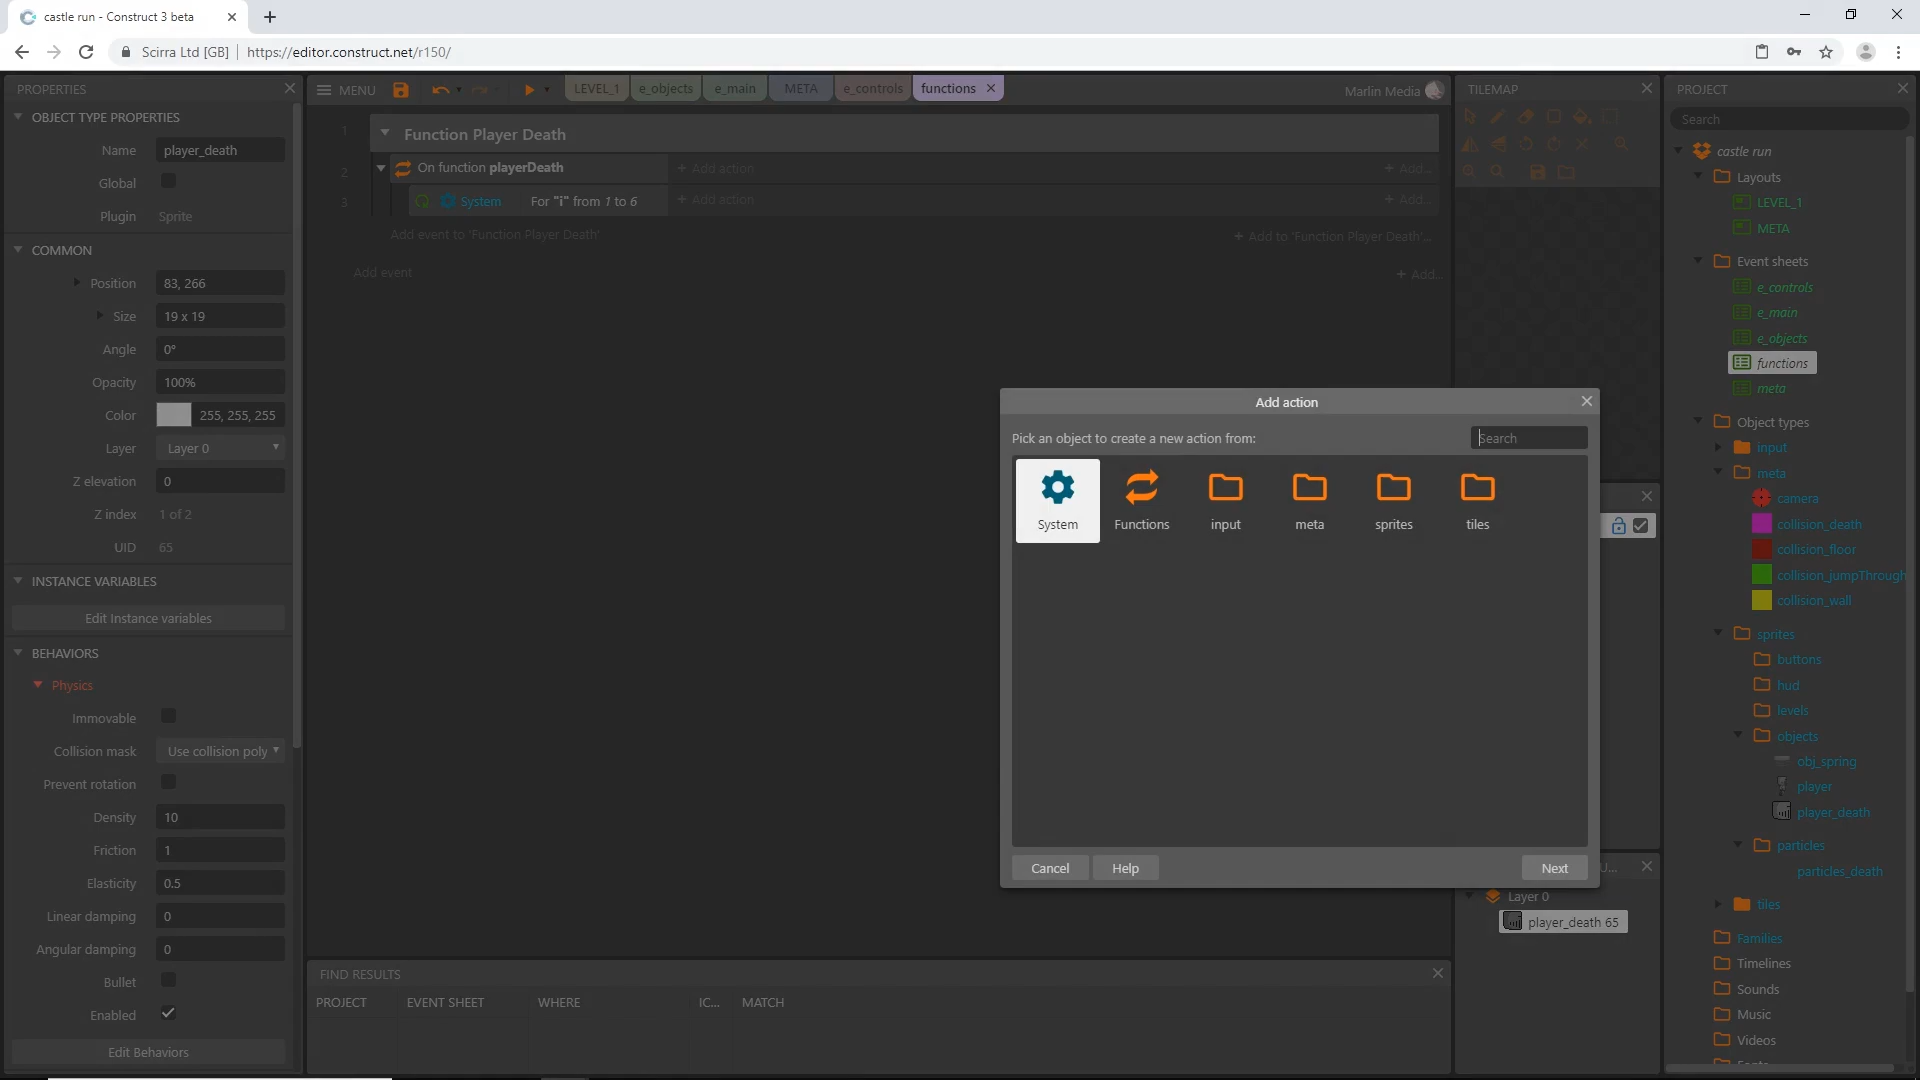 castle run - Construct 3 beta
Scirra Ltd [GB] https://editor.construct.net/r150/
PROPERTIES
OBJECT TYPE PROPERTIES
Name player_death
Global
Plugin Sprite
COMMON
Position 83, 266
Size 19 x 19
Angle 0°
Opacity 100%
Color 255, 255, 255
Layer Layer 0
Z elevation 0
Z index 1 of 2
UID 65
INSTANCE VARIABLES
Edit Instance variables
BEHAVIORS
Physics
Immovable
Collision mask Use collision poly
Prevent rotation
Density 10
Friction 1
Elasticity 0.5
Linear damping 0
Angular damping 0
Bullet
Enabled
Edit Behaviors
MENU
LEVEL_1 e_objects e_main META e_controls functions
Marlin Media
1 Function Player Death
2 On function playerDeath + Add action + Add...
3 System For "i" from 1 to 6 + Add action + Add...
Add event to 'Function Player Death' + Add to 'Function Player Death'...
Add event + Add...
Add action
Pick an object to create a new action from: Search
System Functions input meta sprites tiles
Cancel Help Next
FIND RESULTS
PROJECT EVENT SHEET WHERE IC... MATCH
TILEMAP
U...
Layer 0
player_death 65
PROJECT
Search
castle run
Layouts
LEVEL_1
META
Event sheets
e_controls
e_main
e_objects
functions
meta
Object types
input
meta
camera
collision_death
collision_floor
collision_jumpThrough
collision_wall
sprites
buttons
hud
levels
objects
obj_spring
player
player_death
particles
particles_death
tiles
Families
Timelines
Sounds
Music
Videos